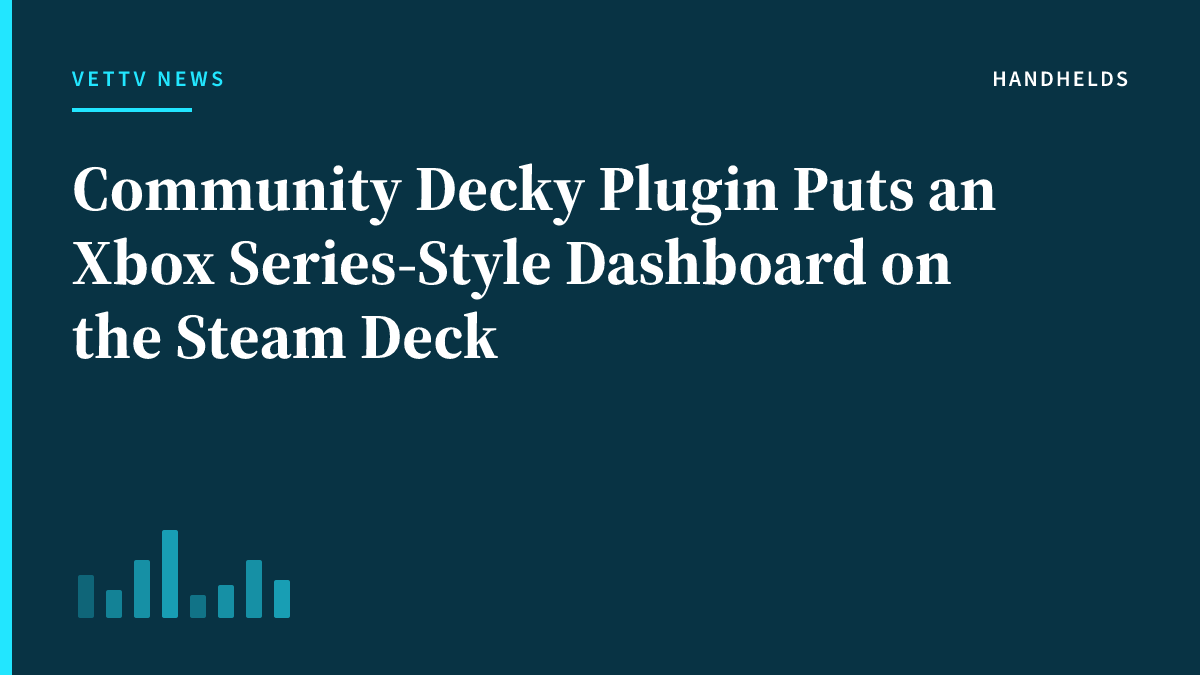 VETTV NEWS
HANDHELDS
Community Decky Plugin Puts an
Xbox Series-Style Dashboard on
the Steam Deck